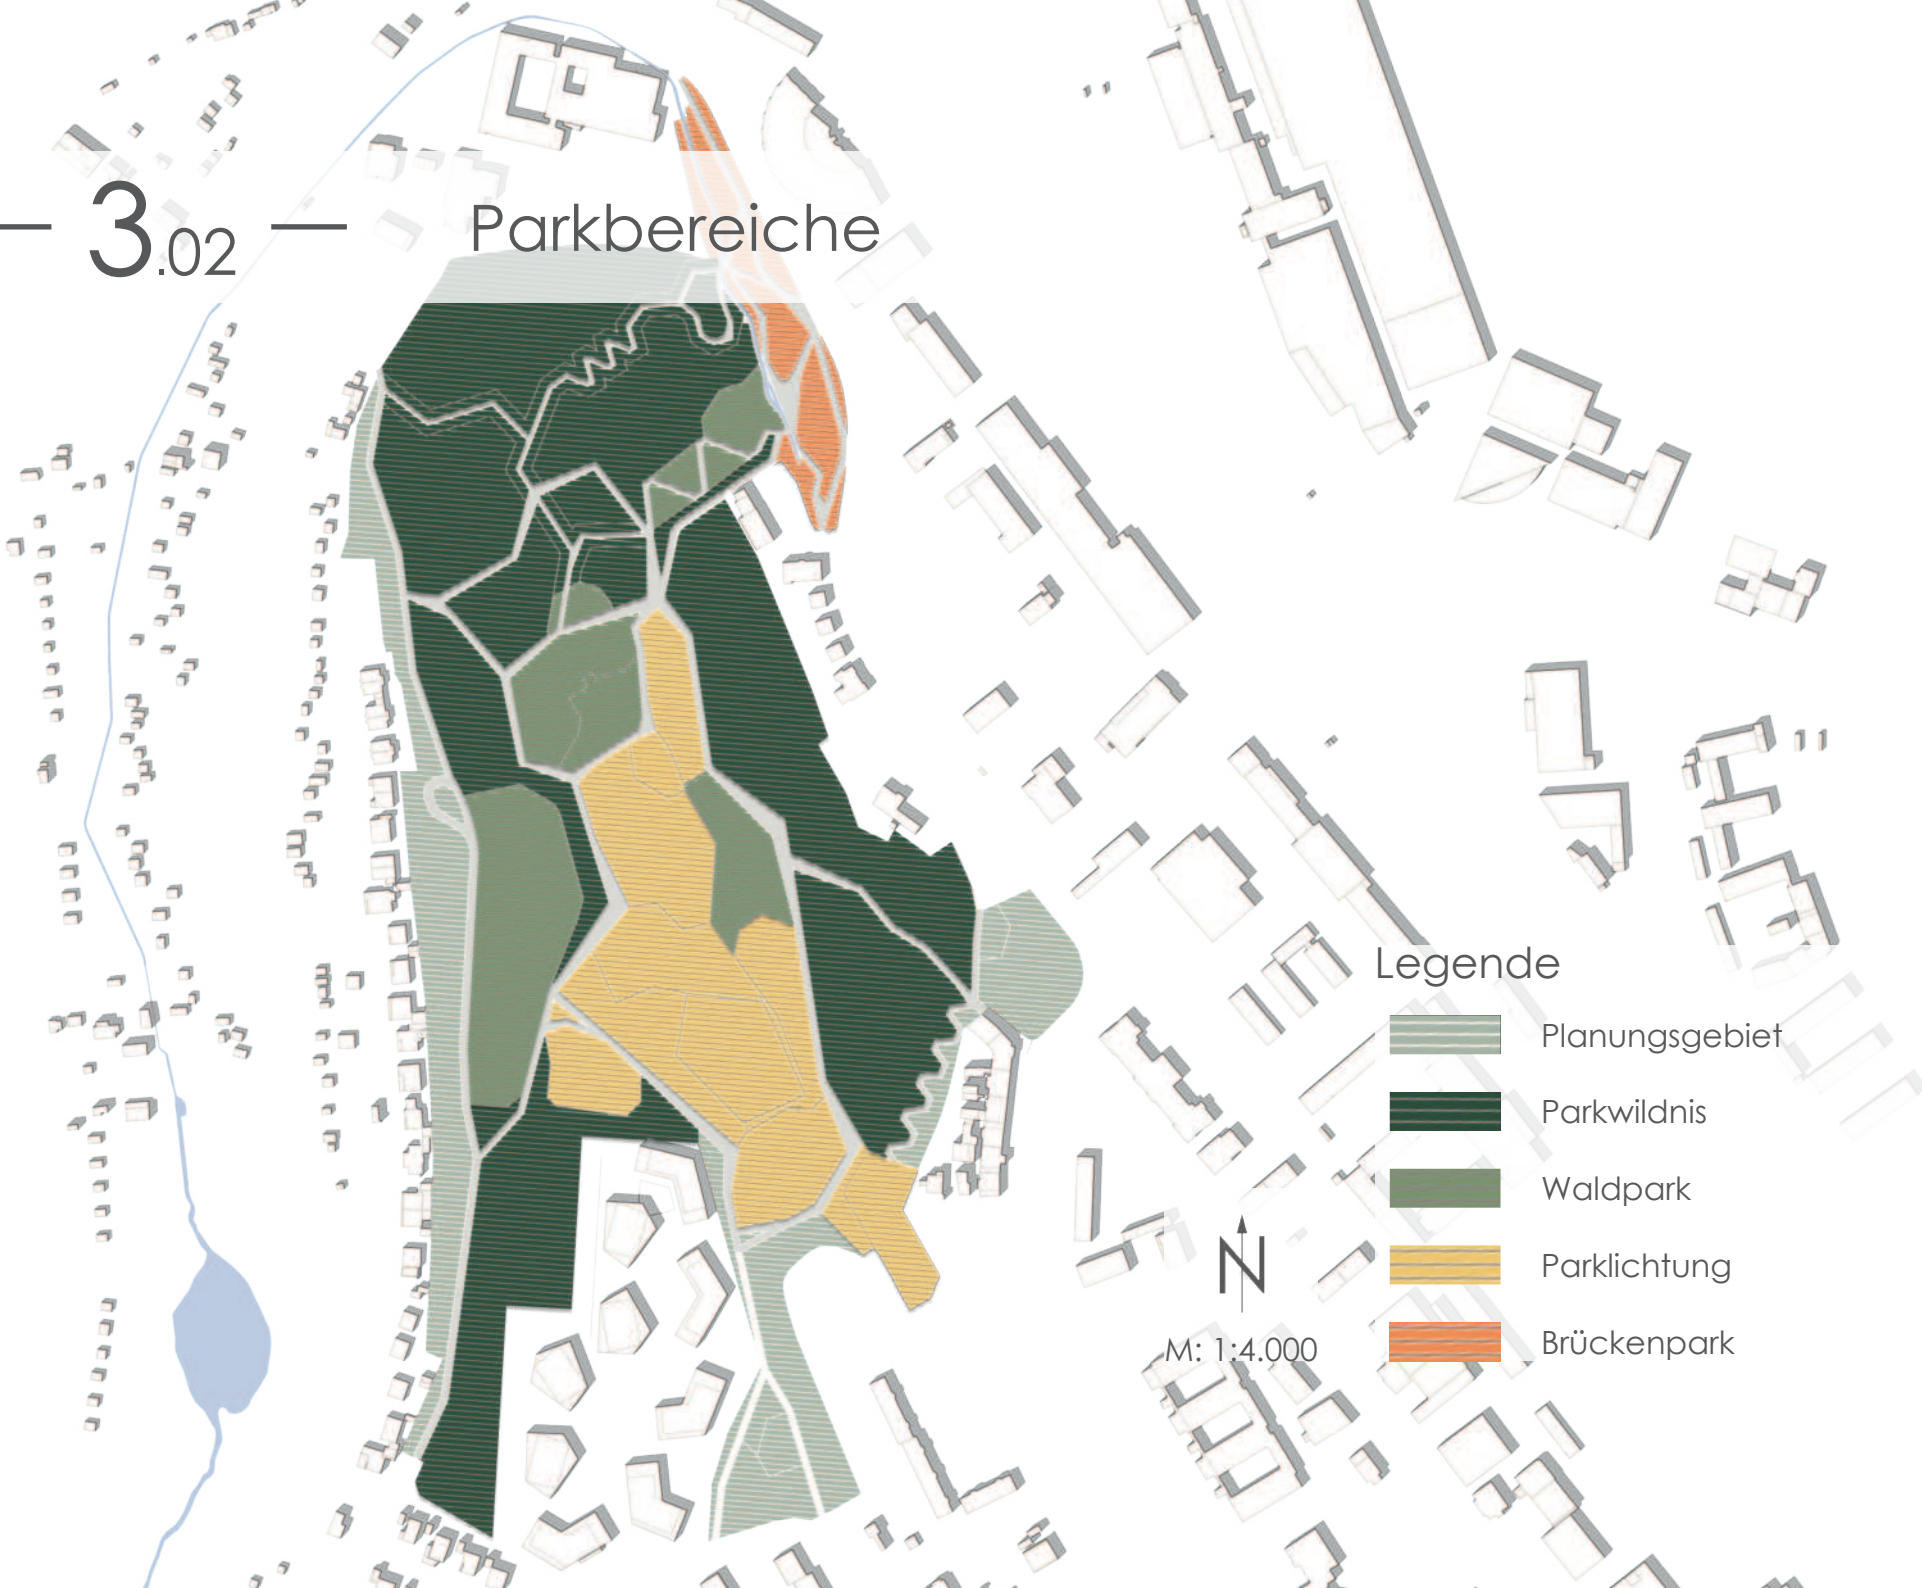 3.02
Parkbereiche
Legende
Planungsgebiet
Parkwildnis
Waldpark
Parklichtung
Brückenpark
N
M: 1:4.000